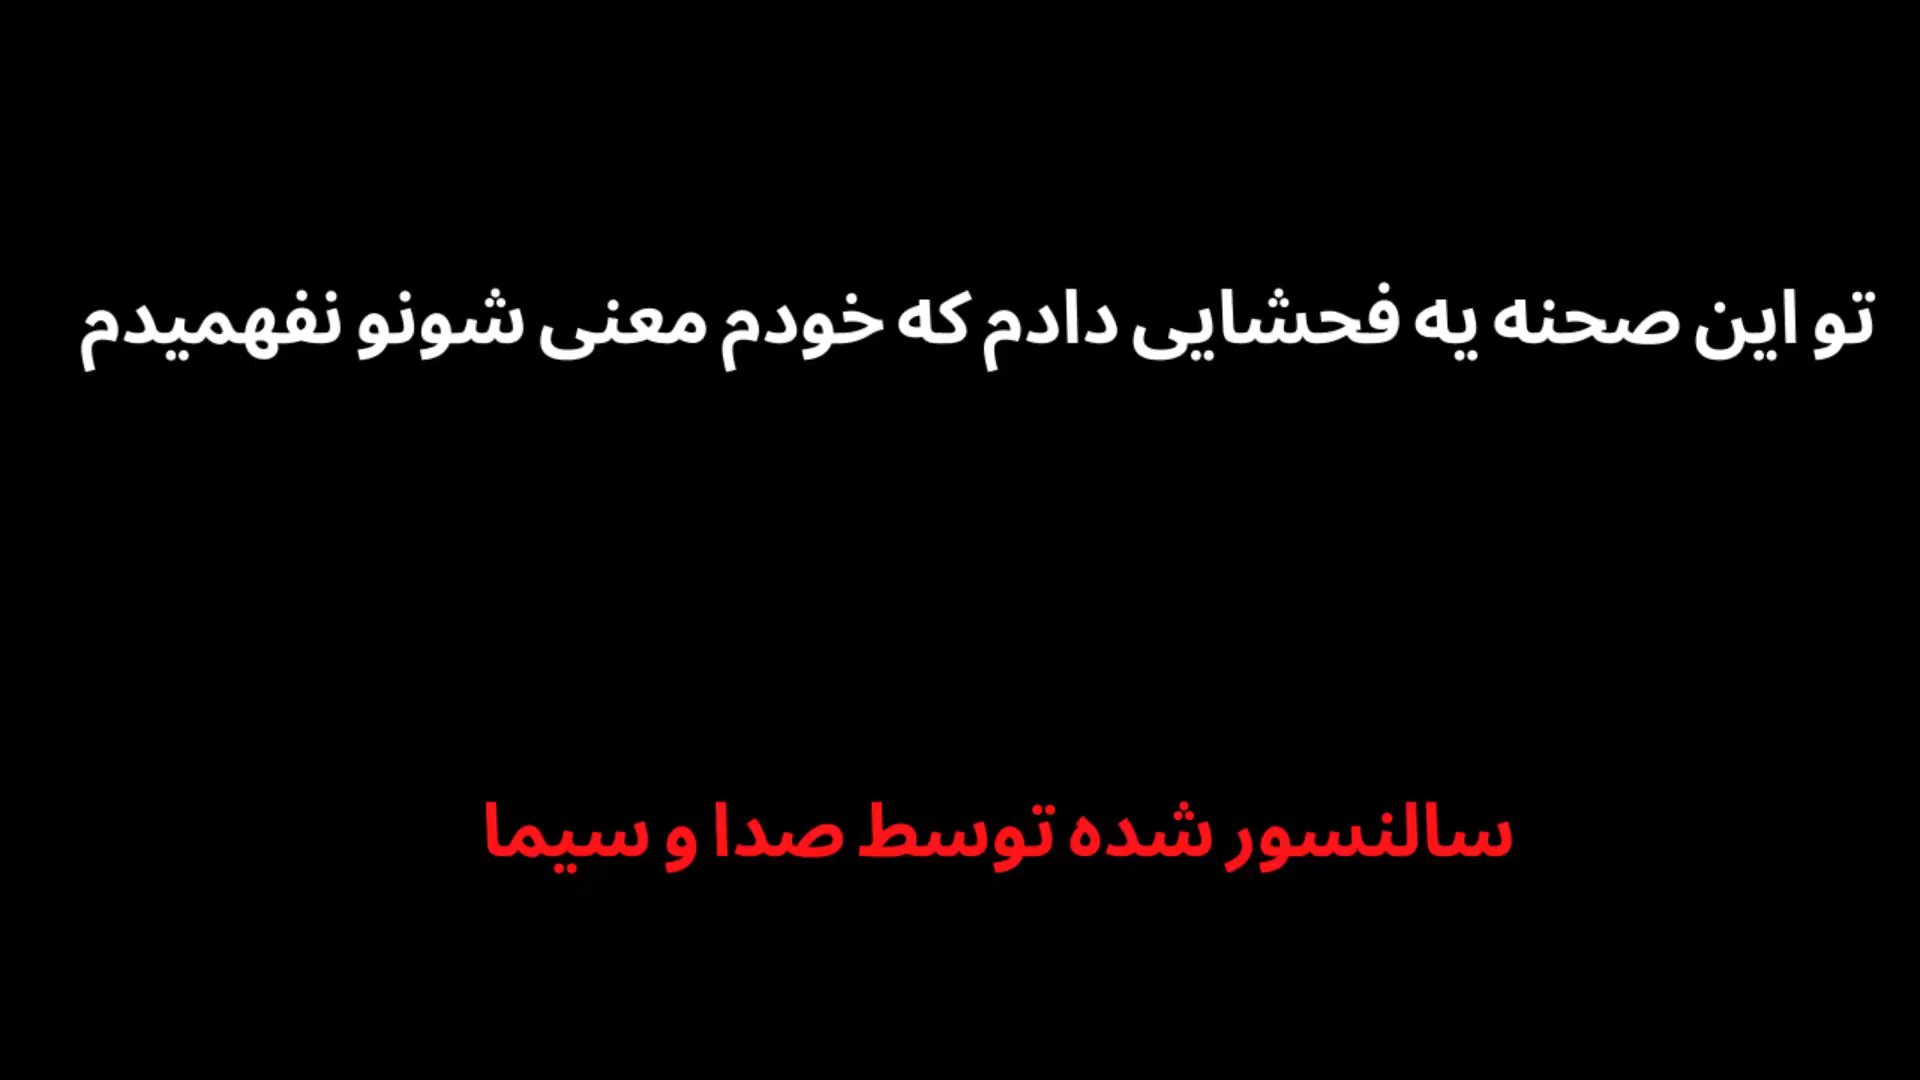 تو این صحنه یه فحشایی دادم که خودم معنی شونو نفهمیدم
سالنسور شده توسط صدا و سیما